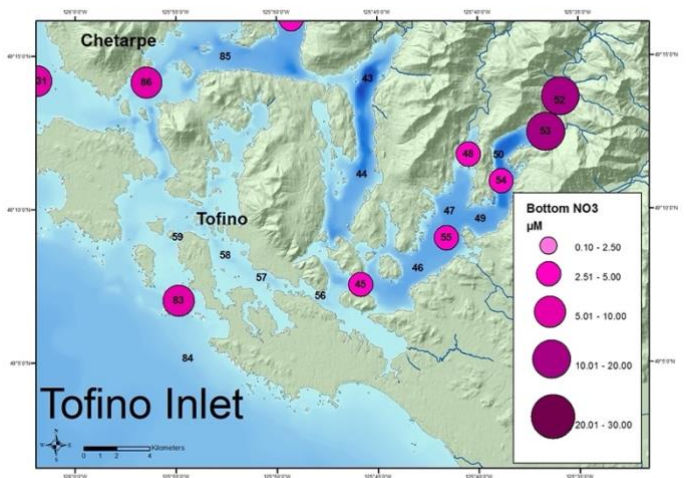 Chetarpe
85
86
31
43
52
53
48
50
54
44
47
49
Tofino
59
58
55
57
46
45
56
83
84
Tofino Inlet
Kilometers
0 1 2 4
Bottom NO3
µM
0.10 - 2.50
2.51 - 5.00
5.01 - 10.00
10.01 - 20.00
20.01 - 30.00